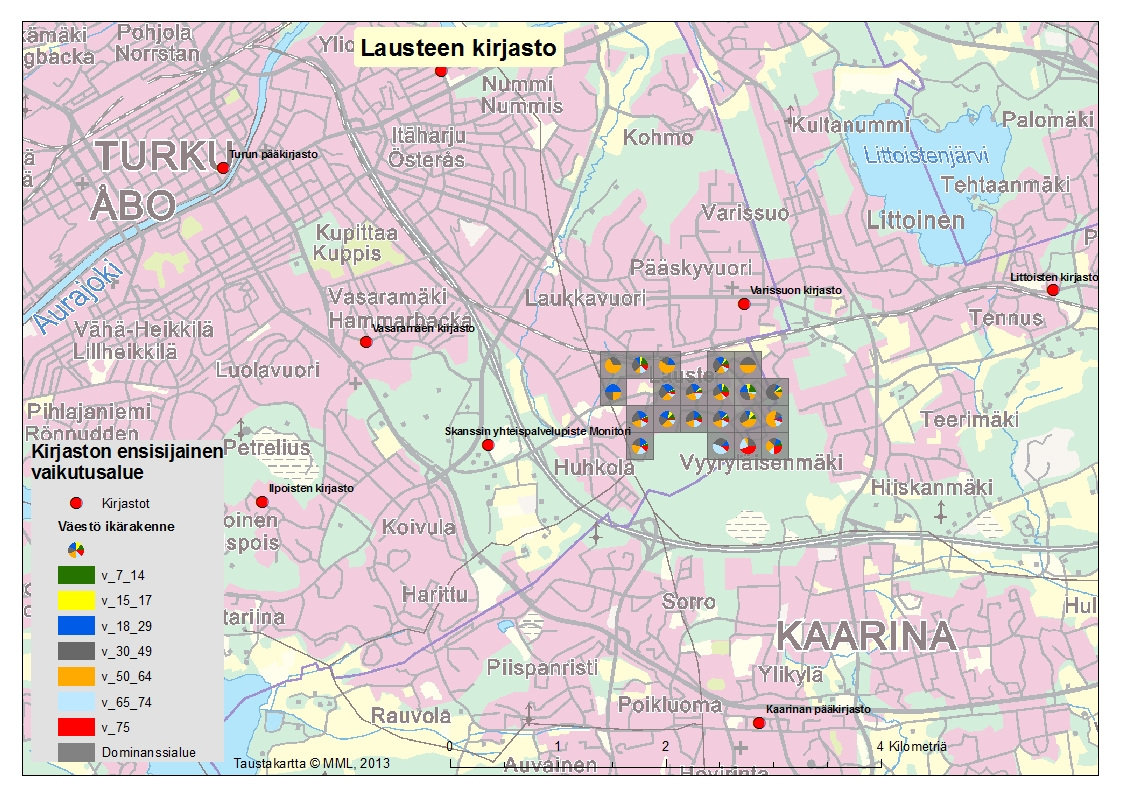 Lausteen kirjasto
Pohjola
Norrstan
Nummi
Nummis
Itäharju
Österås
Kohmo
Kultanummi
Palomäki
Littoistenjärvi
Tehtaanmäki
Littoinen
TURKU
ÅBO
Turun pääkirjasto
Kupittaa
Kuppis
Varissuo
Pääskyvuori
Varissuon kirjasto
Littoisten kirjasto
Tennus
Aurajoki
Vasaramäki
Hammarbacka
Vasaramäen kirjasto
Laukkavuori
Vähä-Heikkilä
Lillheikkilä
Luolavuori
Pihlajaniemi
Rönnudden
Petrelius
Skanssin yhteispalvelupiste Monitori
Huhkola
Vyyryläisenmäki
Teerimäki
Hiiskanmäki
Ilpoisten kirjasto
Koivula
Harittu
Sorro
KAARINA
Ylikylä
Piispanristi
Poikluoma
Kaarinan pääkirjasto
Rauvola
Auvainen
Hovirinta
Kirjaston ensisijainen
vaikutusalue
Kirjastot
Väestö ikärakenne
v_7_14
v_15_17
v_18_29
v_30_49
v_50_64
v_65_74
v_75
Dominanssialue
Taustakartta © MML, 2013
0 1 2 4 Kilometriä